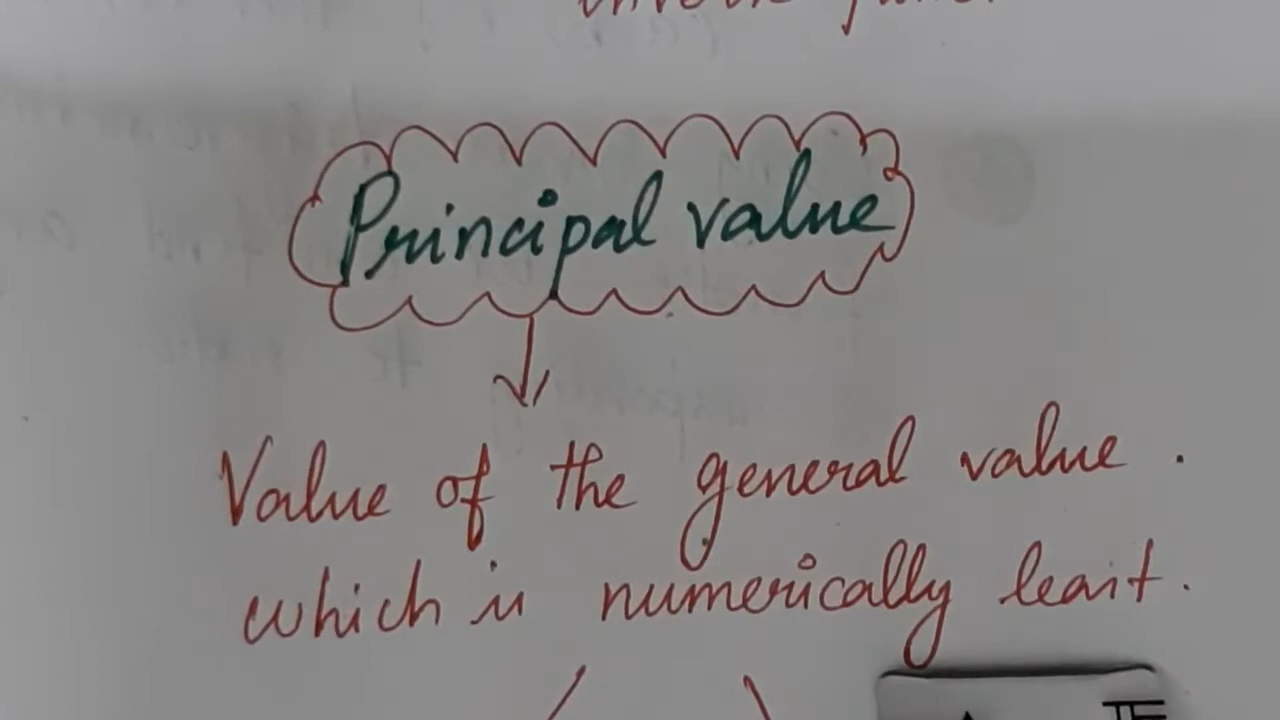 Principal value
Value of the general value .
which is numerically least .